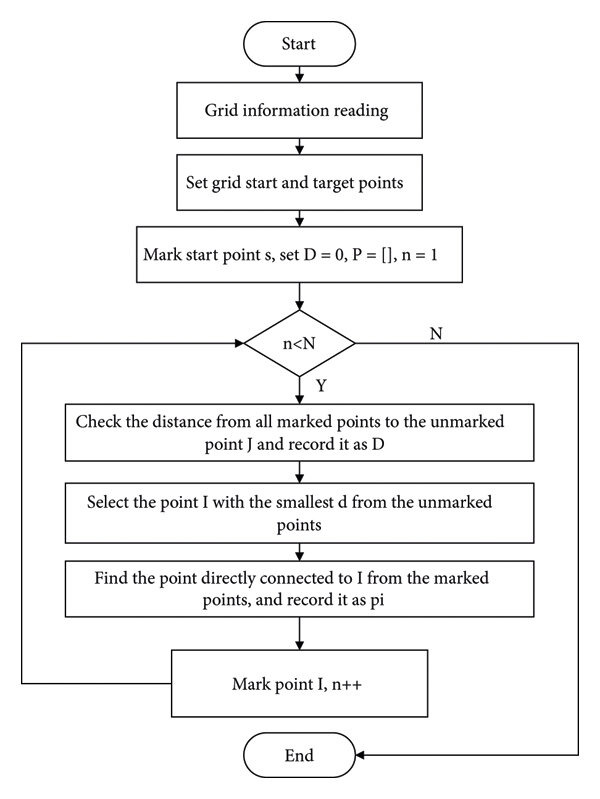 Start
Grid information reading
Set grid start and target points
Mark start point s, set D = 0, P = [], n = 1
n<N
N
Y
Check the distance from all marked points to the unmarked
point J and record it as D
Select the point I with the smallest d from the unmarked
points
Find the point directly connected to I from the marked
points, and record it as pi
Mark point I, n++
End